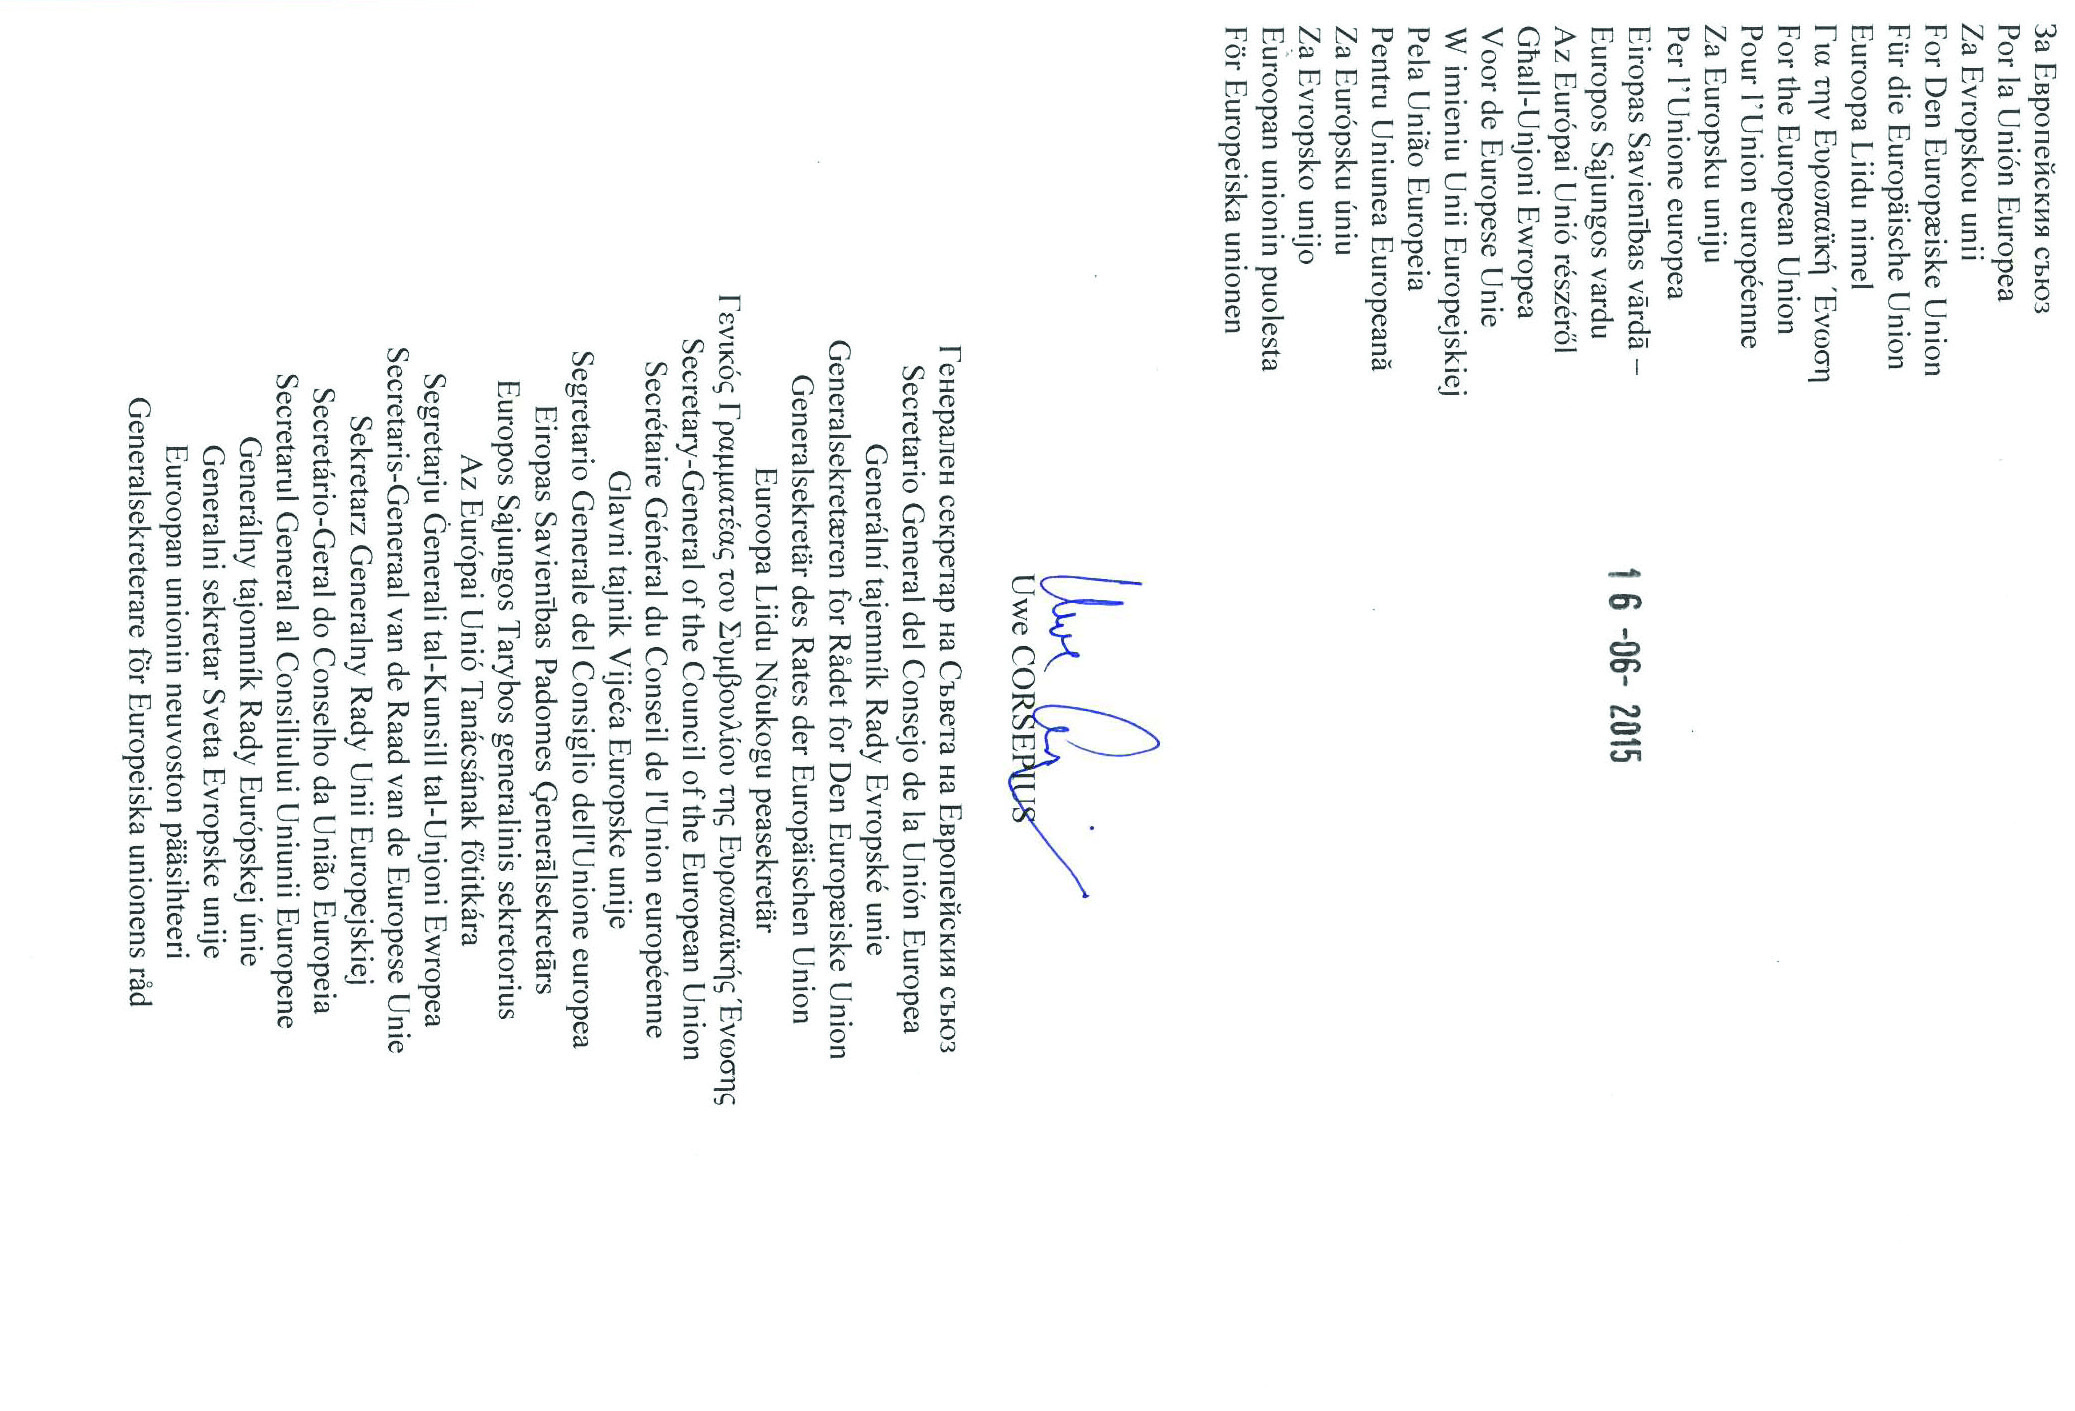 За Европейския съюз
Por la Unión Europea
Za Evropskou unii
For Den Europæiske Union
Für die Europäische Union
Euroopa Liidu nimel
Για την Ευρωπαϊκή Ένωση
For the European Union
Pour l'Union européenne
Za Europsku uniju
Per l'Unione europea
Eiropas Savienības vārdā –
Europos Sąjungos vardu
Az Európai Unió részéről
Għall-Unjoni Ewropea
Voor de Europese Unie
W imieniu Unii Europejskiej
Pela União Europeia
Pentru Uniunea Europeană
Za Európsku úniu
Za Evropsko unijo
Euroopan unionin puolesta
För Europeiska unionen
16 -06- 2015
Uwe CORSEPIUS
Генерален секретар на Съвета на Европейския съюз
Secretario General del Consejo de la Unión Europea
Generální tajemník Rady Evropské unie
Generalsekretæren for Rådet for Den Europæiske Union
Generalsekretär des Rates der Europäischen Union
Euroopa Liidu Nõukogu peasekretär
Γενικός Γραμματέας του Συμβουλίου της Ευρωπαϊκής Ένωσης
Secretary-General of the Council of the European Union
Secrétaire Général du Conseil de l'Union européenne
Glavni tajnik Vijeća Europske unije
Segretario Generale del Consiglio dell'Unione europea
Eiropas Savienības Padomes Ģenerālsekretārs
Europos Sąjungos Tarybos generalinis sekretorius
Az Európai Unió Tanácsának főtitkára
Segretarju Ġenerali tal-Kunsill tal-Unjoni Ewropea
Secretaris-Generaal van de Raad van de Europese Unie
Sekretarz Generalny Rady Unii Europejskiej
Secretário-Geral do Conselho da União Europeia
Secretarul General al Consiliului Uniunii Europene
Generálny tajomník Rady Európskej únie
Generalni sekretar Sveta Evropske unije
Euroopan unionin neuvoston pääsihteeri
Generalsekreterare för Europeiska unionens råd